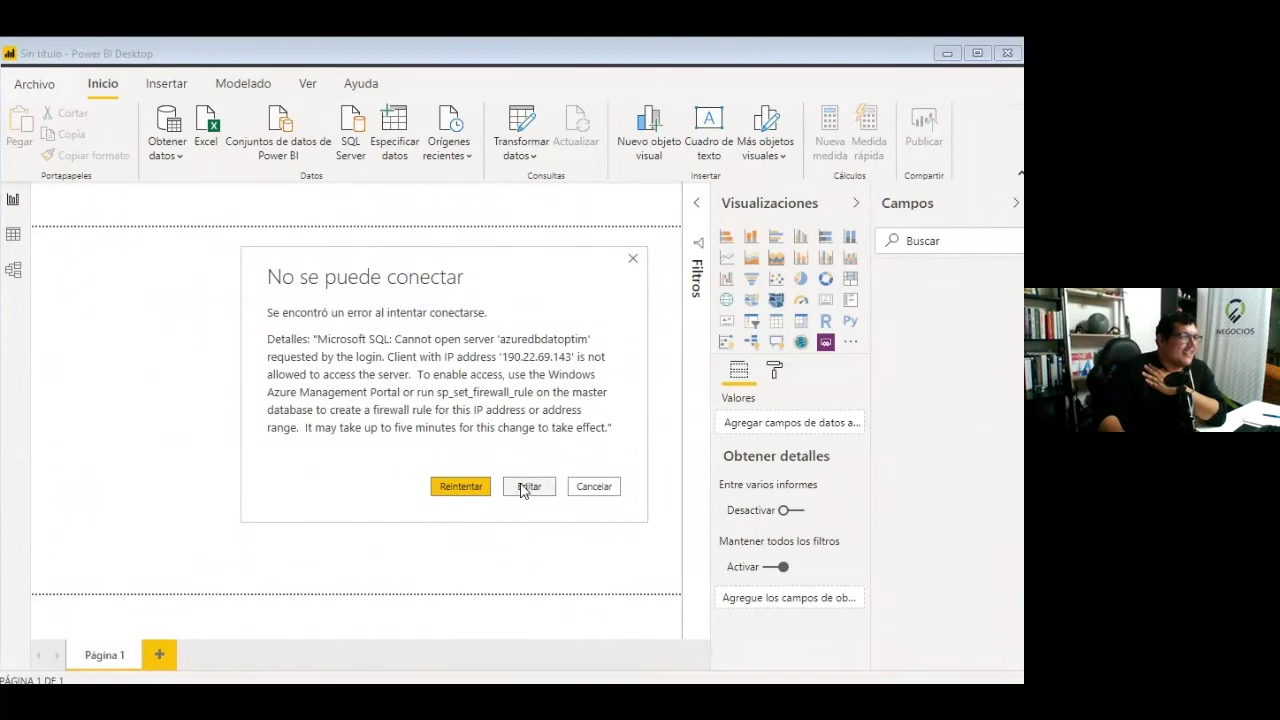 Sin título - Power BI Desktop
Archivo
Inicio
Insertar
Modelado
Ver
Ayuda
Pegar
Cortar
Copia
Copiar formato
Portapapeles
Obtener
datos
Excel
Conjuntos de datos de
Power BI
SQL
Server
Especificar
datos
Orígenes
recientes
Datos
Transformar
datos
Actualizar
Consultas
Nuevo objeto
visual
Cuadro de
texto
Más objetos
visuales
Insertar
Nueva
medida
Medida
rápida
Cálculos
Publicar
Compartir
No se puede conectar
Se encontró un error al intentar conectarse.
Detalles: "Microsoft SQL: Cannot open server 'azuredbdatoptim'
requested by the login. Client with IP address '190.22.69.143' is not
allowed to access the server. To enable access, use the Windows
Azure Management Portal or run sp_set_firewall_rule on the master
database to create a firewall rule for this IP address or address
range. It may take up to five minutes for this change to take effect."
Reintentar
Editar
Cancelar
Filtros
Visualizaciones
R
Py
Valores
Agregar campos de datos a...
Obtener detalles
Entre varios informes
Desactivar
Mantener todos los filtros
Activar
Agregue los campos de ob...
Campos
Buscar
NEGOCIOS
Página 1
PÁGINA 1 DE 1